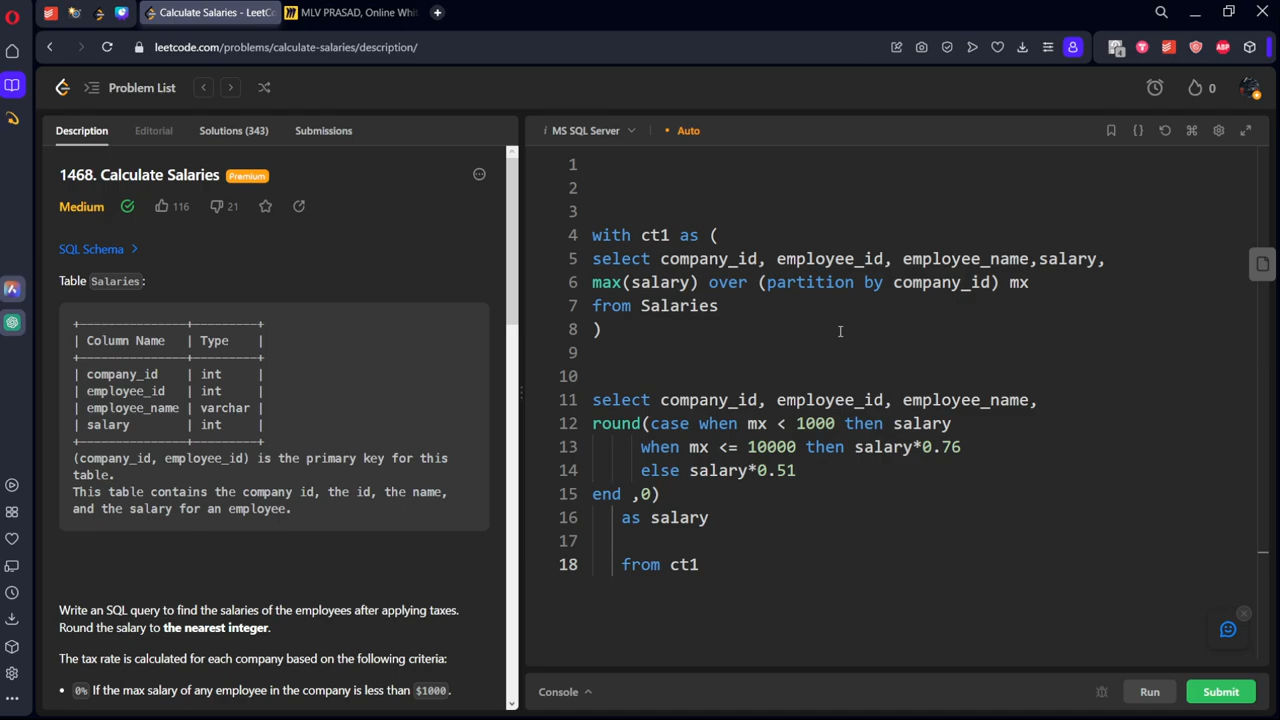 Calculate Salaries - LeetCo
MLV PRASAD, Online Whit
leetcode.com/problems/calculate-salaries/description/
ABP
Problem List
0
Description
Editorial
Solutions (343)
Submissions
1468. Calculate Salaries
Premium
Medium
116
21
SQL Schema >
Table Salaries:
+---------------+---------+
| Column Name | Type |
+---------------+---------+
| company_id | int |
| employee_id | int |
| employee_name | varchar |
| salary | int |
+---------------+---------+
(company_id, employee_id) is the primary key for this
table.
This table contains the company id, the id, the name,
and the salary for an employee.
Write an SQL query to find the salaries of the employees after applying taxes.
Round the salary to the nearest integer.
The tax rate is calculated for each company based on the following criteria:
• 0% If the max salary of any employee in the company is less than $1000.
i MS SQL Server
• Auto
1
2
3
4 with ct1 as (
5 select company_id, employee_id, employee_name,salary,
6 max(salary) over (partition by company_id) mx
7 from Salaries
8 )
9
10
11 select company_id, employee_id, employee_name,
12 round(case when mx < 1000 then salary
13 when mx <= 10000 then salary*0.76
14 else salary*0.51
15 end ,0)
16 as salary
17
18 from ct1
Console
Run
Submit